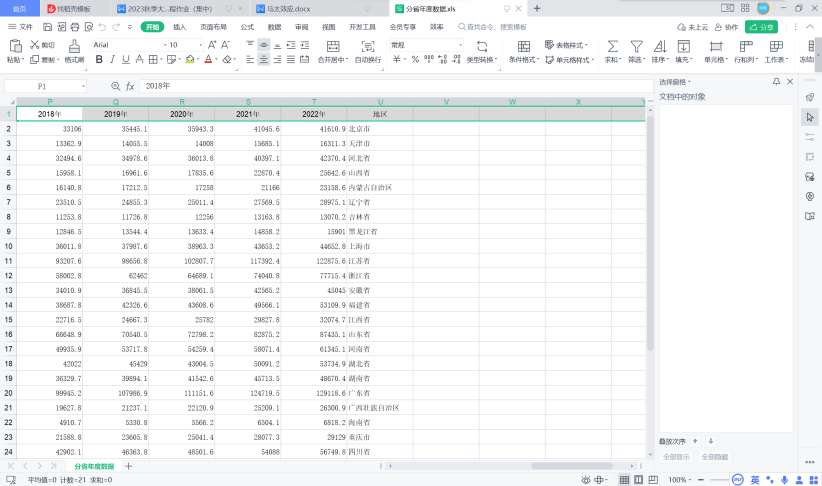 首页 找稻壳模板 2023秋季大...程作业（集中） 马太效应.docx 分省年度数据.xls
文件 开始 插入 页面布局 公式 数据 审阅 视图 开发工具 会员专享 效率 查找命令、搜索模板 未上云 协作 分享
粘贴 剪切 复制 格式刷 Arial 10 合并居中 自动换行 常规 类型转换 条件格式 表格样式 单元格样式 求和 筛选 排序 填充 单元格 行和列 工作表 冻结
P1 fx 2018年
选择窗格
文档中的对象
P Q R S T U V W X
1 2018年 2019年 2020年 2021年 2022年 地区
2 33106 35445.1 35943.3 41045.6 41610.9 北京市
3 13362.9 14055.5 14008 15685.1 16311.3 天津市
4 32494.6 34978.6 36013.8 40397.1 42370.4 河北省
5 15958.1 16961.6 17835.6 22870.4 25642.6 山西省
6 16140.8 17212.5 17258 21166 23158.6 内蒙古自治区
7 23510.5 24855.3 25011.4 27569.5 28975.1 辽宁省
8 11253.8 11726.8 12256 13163.8 13070.2 吉林省
9 12846.5 13544.4 13633.4 14858.2 15901 黑龙江省
10 36011.8 37987.6 38963.3 43653.2 44652.8 上海市
11 93207.6 98656.8 102807.7 117392.4 122875.6 江苏省
12 58002.8 62462 64689.1 74040.8 77715.4 浙江省
13 34010.9 36845.5 38061.5 42565.2 45045 安徽省
14 38687.8 42326.6 43608.6 49566.1 53109.9 福建省
15 22716.5 24667.3 25782 29827.8 32074.7 江西省
16 66648.9 70540.5 72798.2 82875.2 87435.1 山东省
17 49935.9 53717.8 54259.4 58071.4 61345.1 河南省
18 42022 45429 43004.5 50091.2 53734.9 湖北省
19 36329.7 39894.1 41542.6 45713.5 48670.4 湖南省
20 99945.2 107986.9 111151.6 124719.5 129118.6 广东省
21 19627.8 21237.1 22120.9 25209.1 26300.9 广西壮族自治区
22 4910.7 5330.8 5566.2 6504.1 6818.2 海南省
23 21588.8 23605.8 25041.4 28077.3 29129 重庆市
24 42902.1 46363.8 48501.6 54088 56749.8 四川省
叠放次序
全部显示 全部隐藏
分省年度数据
平均值=0 计数=21 求和=0 100% 英